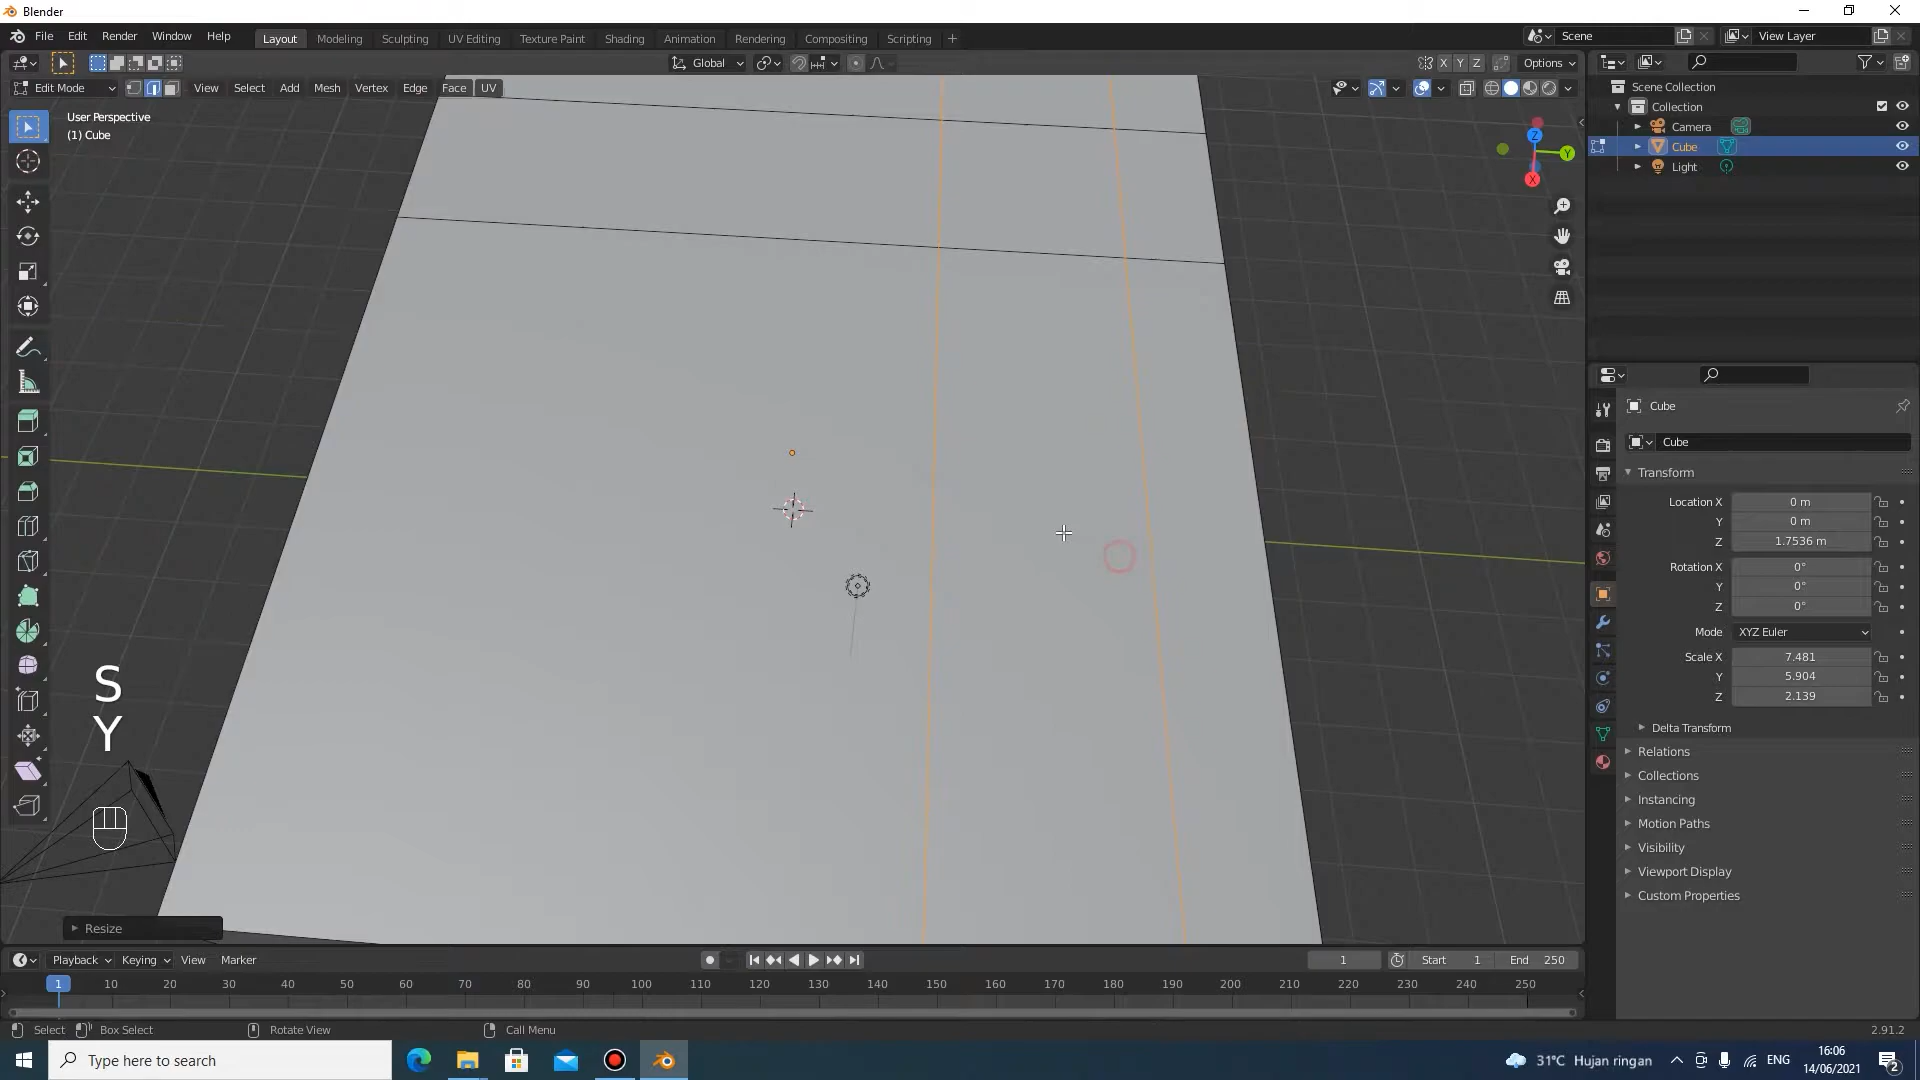 Blender
File Edit Render Window Help
Layout Modeling Sculpting UV Editing Texture Paint Shading Animation Rendering Compositing Scripting +
Scene
View Layer
Global
X Y Z
Options
Edit Mode
View Select Add Mesh Vertex Edge Face UV
User Perspective
(1) Cube
Z
Y
X
Scene Collection
Collection
Camera
Cube
Light
Cube
Cube
Transform
Location X 0 m
Y 0 m
Z 1.7536 m
Rotation X 0°
Y 0°
Z 0°
Mode XYZ Euler
Scale X 7.481
Y 5.904
Z 2.139
Delta Transform
Relations
Collections
Instancing
Motion Paths
Visibility
Viewport Display
Custom Properties
S
Y
Resize
Playback Keying View Marker
1
Start 1
End 250
1 10 20 30 40 50 60 70 80 90 100 110 120 130 140 150 160 170 180 190 200 210 220 230 240 250
Select Box Select Rotate View Call Menu
2.91.2
Type here to search
31°C Hujan ringan
ENG
16:06
14/06/2021
2